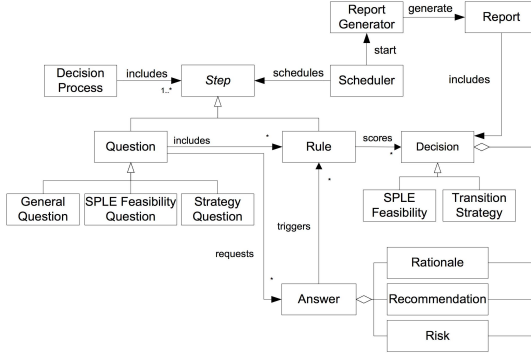 Report
Generator
generate
Report
start
Decision
Process
includes
1..*
Step
schedules
Scheduler
includes
Question
includes
*
Rule
scores
*
Decision
General
Question
SPLE Feasibility
Question
Strategy
Question
*
SPLE
Feasibility
Transition
Strategy
triggers
requests
*
Answer
Rationale
Recommendation
Risk